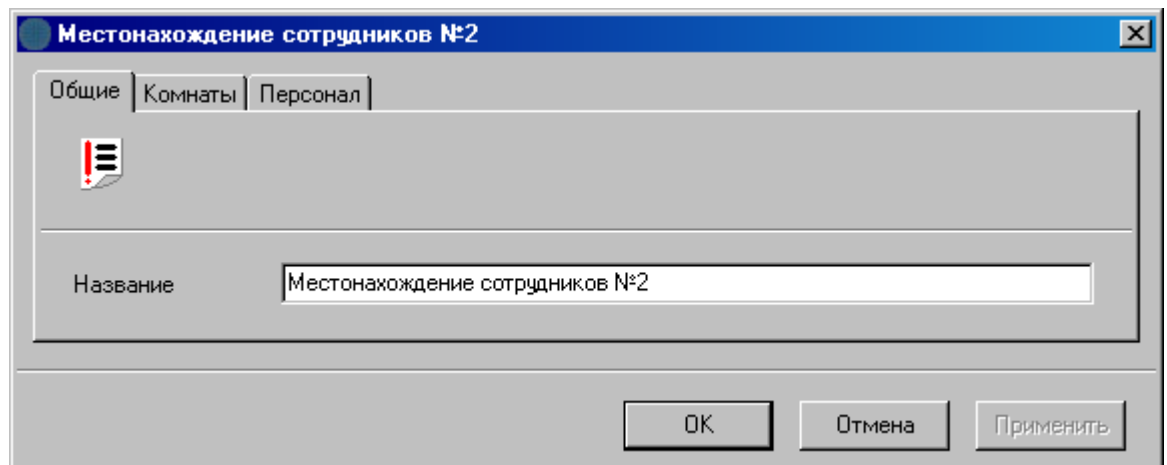 Местонахождение сотрудников №2
Общие Комнаты Персонал
Название Местонахождение сотрудников №2
OK Отмена Применить